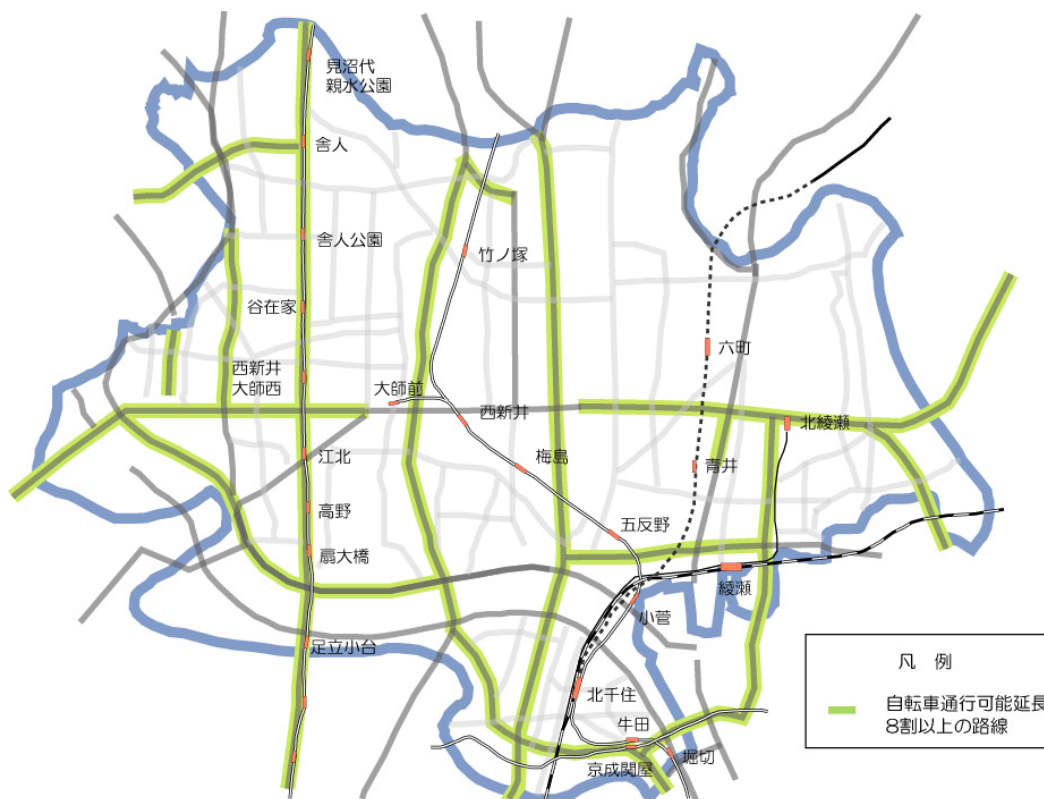 見沼代
親水公園
舎人
舎人公園
竹ノ塚
谷在家
六町
西新井
大師西
大師前
西新井
北綾瀬
江北
梅島
青井
高野
五反野
扇大橋
綾瀬
小菅
足立小台
凡 例
北千住
自転車通行可能延長
8割以上の路線
牛田
京成関屋
堀切